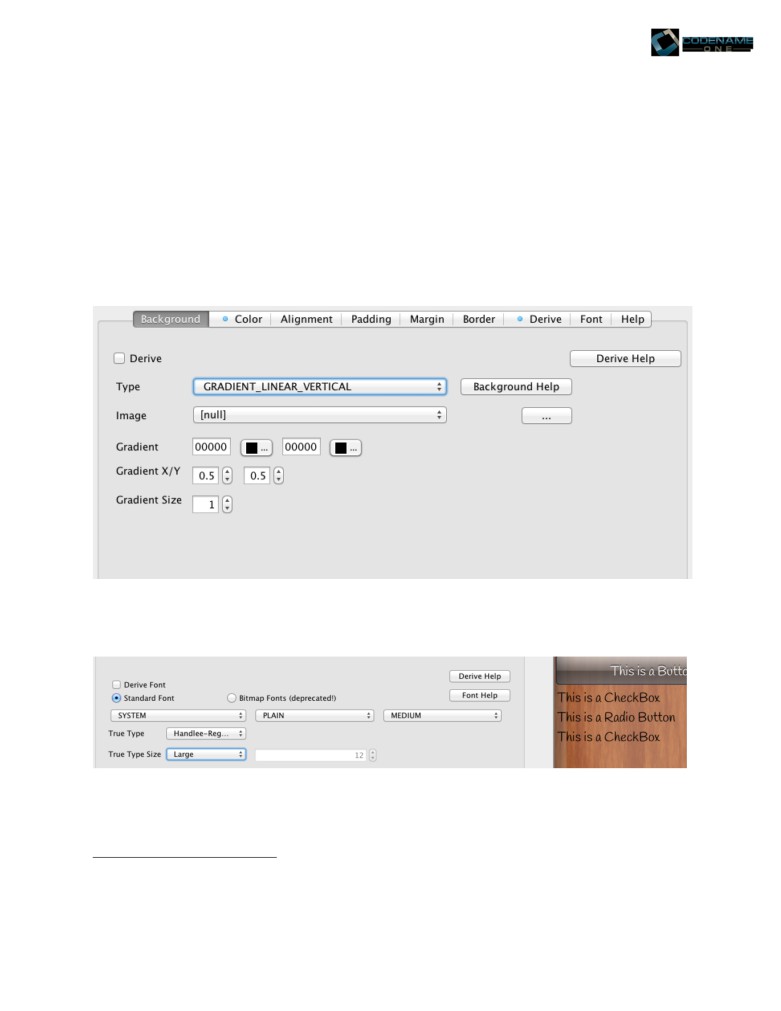 CODENAME
ONE
Background Color Alignment Padding Margin Border Derive Font Help
Derive Derive Help
Type GRADIENT_LINEAR_VERTICAL Background Help
Image [null] ...
Gradient 00000 ... 00000 ...
Gradient X/Y 0.5 0.5
Gradient Size 1
Derive Help
Derive Font
Standard Font Bitmap Fonts (deprecated!) Font Help
SYSTEM PLAIN MEDIUM
True Type Handlee-Reg...
True Type Size Large 12
This is a Butto
This is a CheckBox
This is a Radio Button
This is a CheckBox